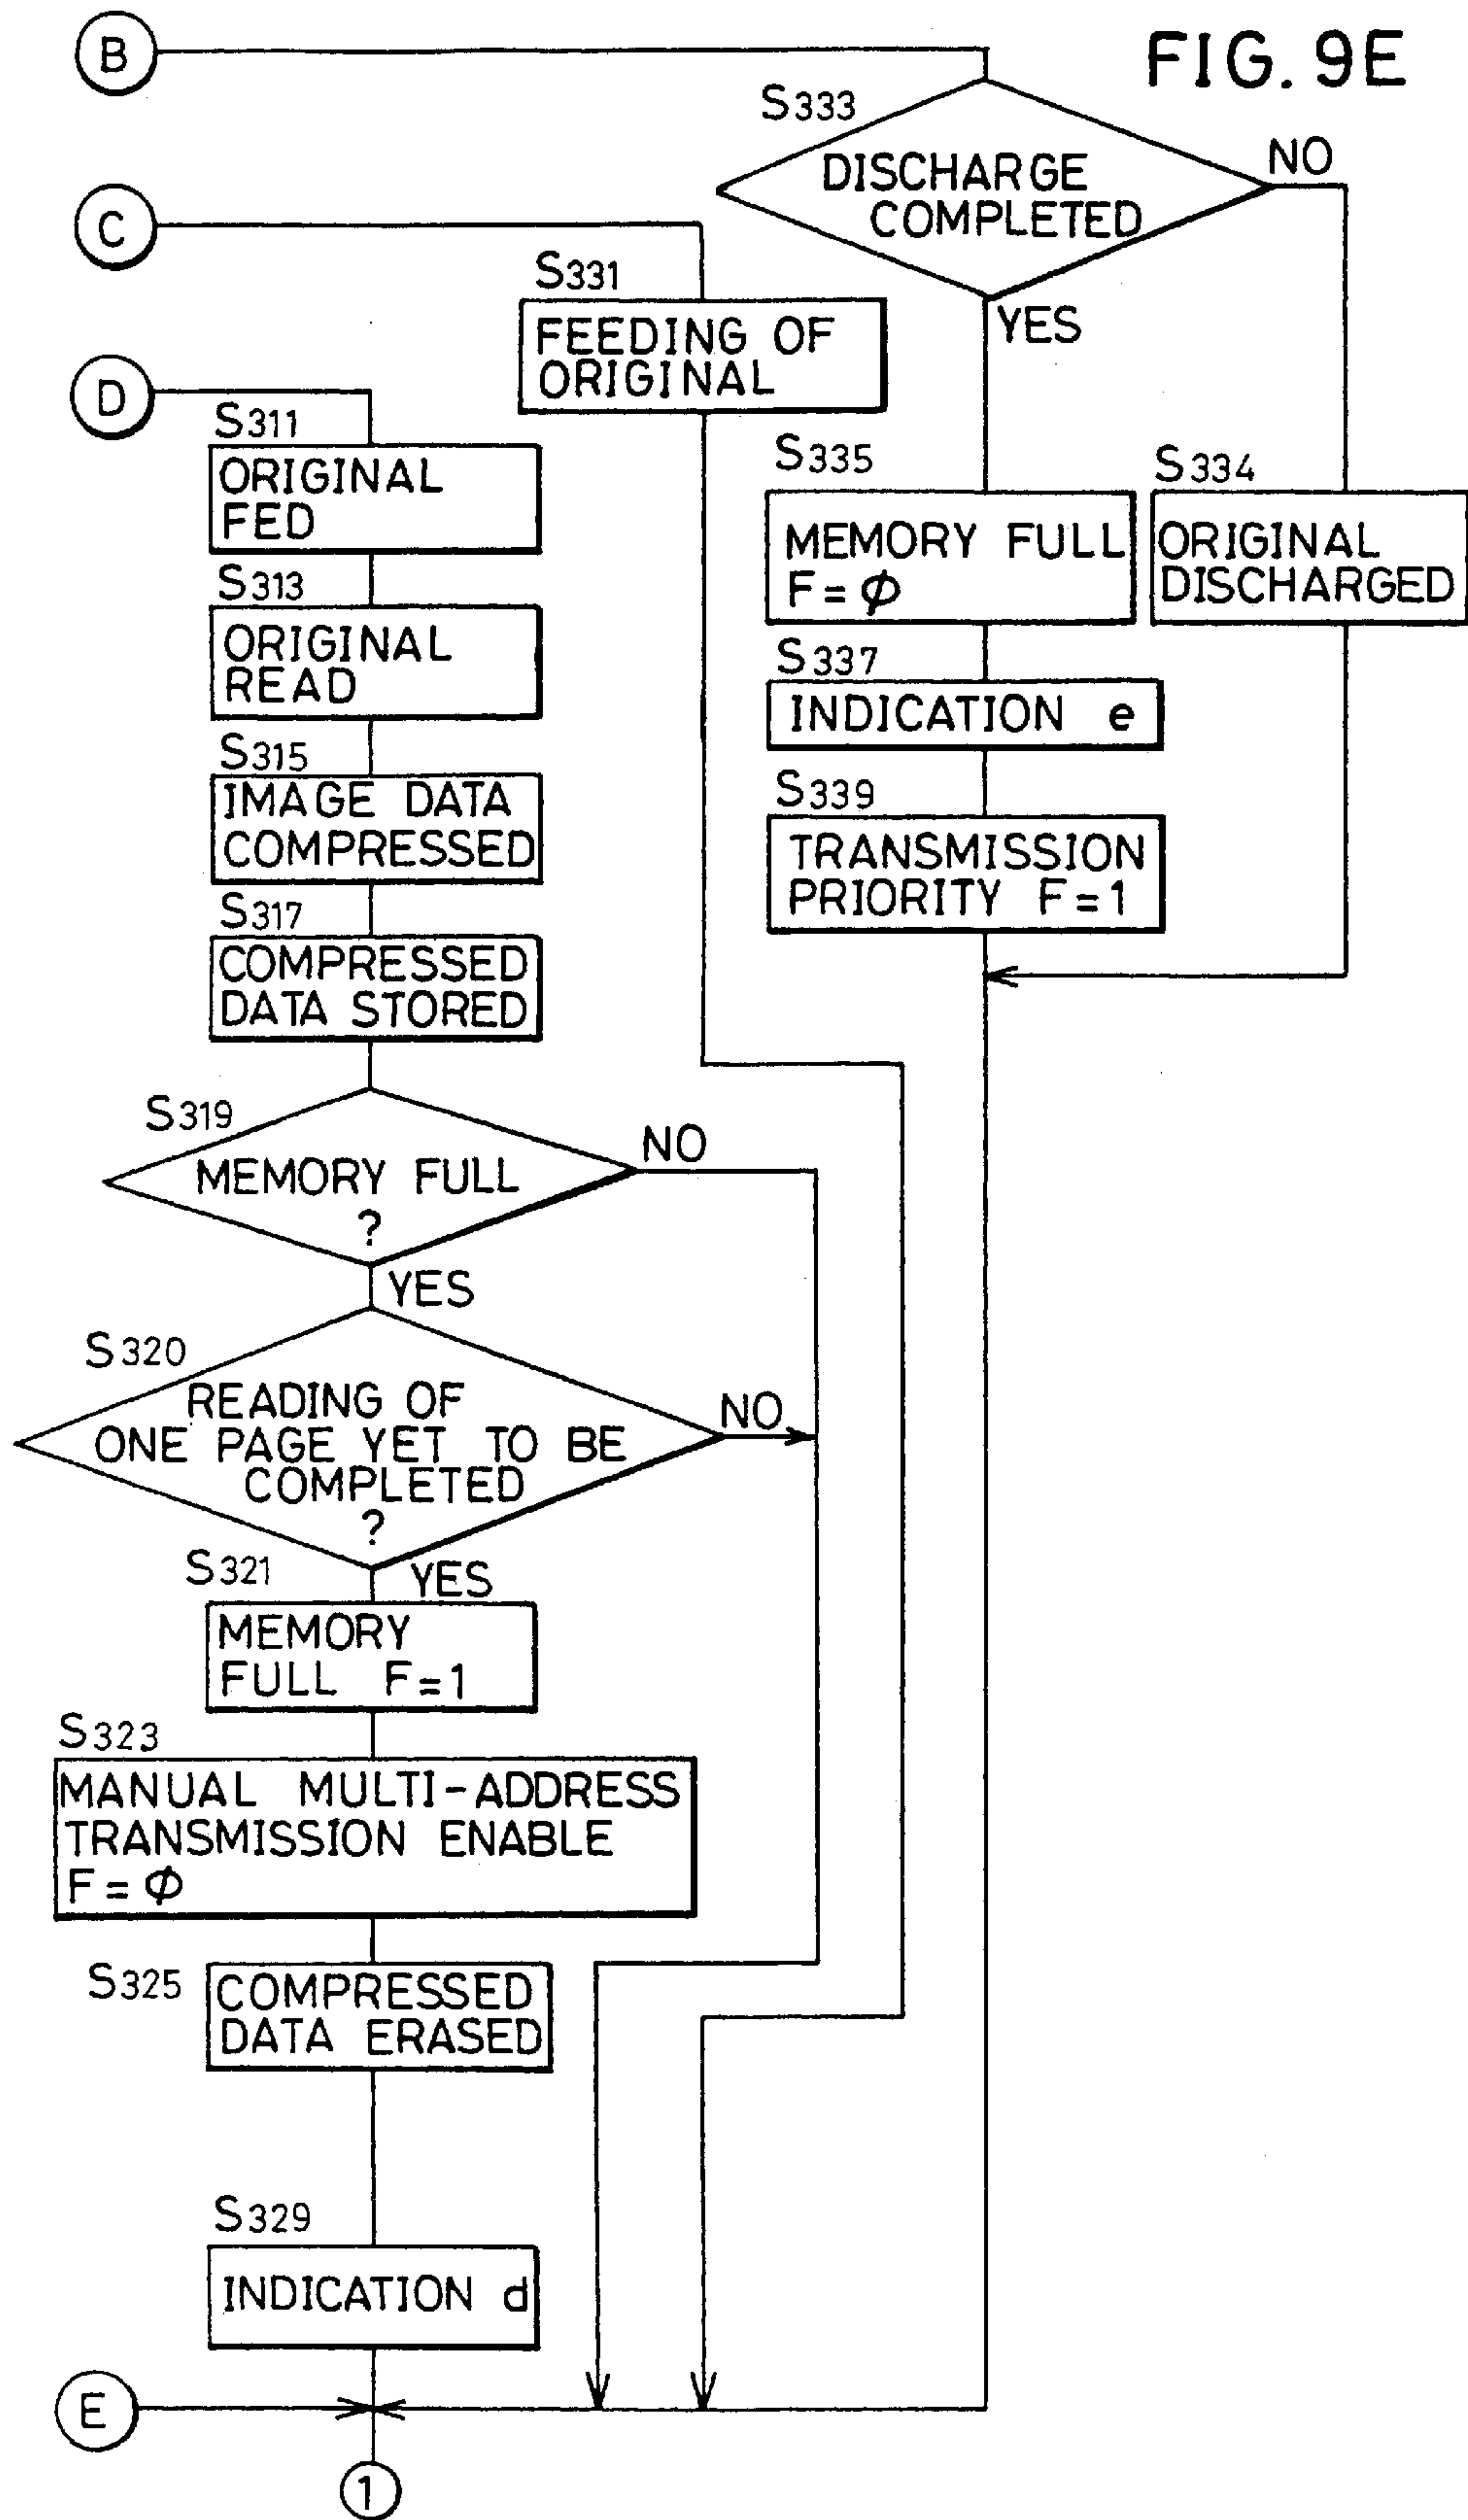 FIG. 9E
B
S333
DISCHARGE
COMPLETED
NO
YES
C
S331
FEEDING OF
ORIGINAL
D
S311
ORIGINAL
FED
S335
MEMORY FULL
F=ϕ
S334
ORIGINAL
DISCHARGED
S313
ORIGINAL
READ
S337
INDICATION e
S315
IMAGE DATA
COMPRESSED
S339
TRANSMISSION
PRIORITY F=1
S317
COMPRESSED
DATA STORED
S319
MEMORY FULL
?
NO
YES
S320
READING OF
ONE PAGE YET TO BE
COMPLETED
?
NO
YES
S321
MEMORY
FULL F=1
S323
MANUAL MULTI-ADDRESS
TRANSMISSION ENABLE
F=ϕ
S325
COMPRESSED
DATA ERASED
S329
INDICATION d
E
1